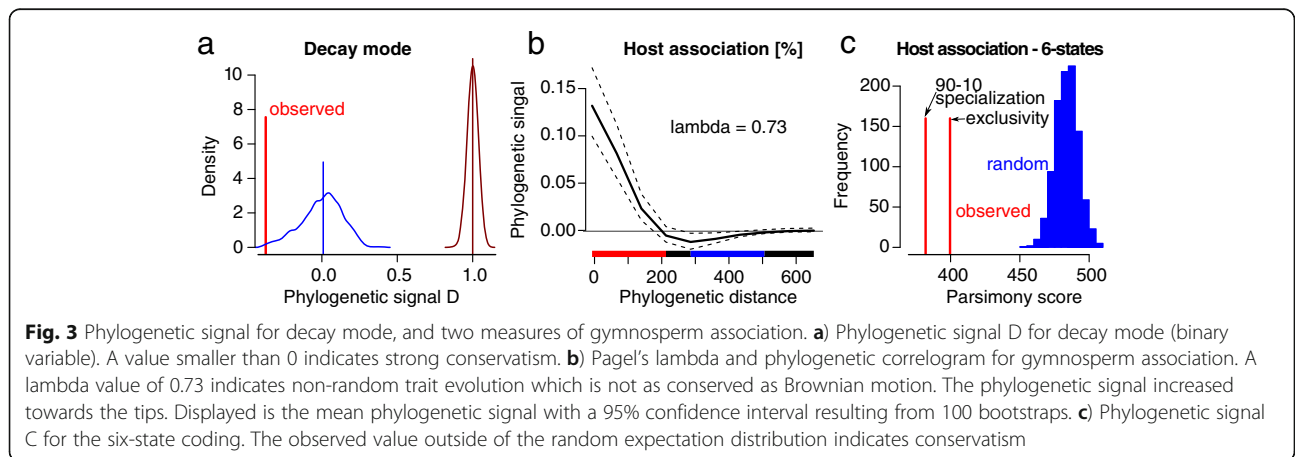 a
Decay mode
10
8
6
4
2
0
Density
observed
0.0
0.5
1.0
Phylogenetic signal D
b
Host association [%]
0.15
0.10
0.05
0.00
Phylogenetic singal
lambda = 0.73
0
200
400
600
Phylogenetic distance
c
Host association - 6-states
200
150
100
50
0
Frequency
90-10
specialization
exclusivity
random
observed
400
450
500
Parsimony score
Fig. 3 Phylogenetic signal for decay mode, and two measures of gymnosperm association. a) Phylogenetic signal D for decay mode (binary
variable). A value smaller than 0 indicates strong conservatism. b) Pagel's lambda and phylogenetic correlogram for gymnosperm association. A
lambda value of 0.73 indicates non-random trait evolution which is not as conserved as Brownian motion. The phylogenetic signal increased
towards the tips. Displayed is the mean phylogenetic signal with a 95% confidence interval resulting from 100 bootstraps. c) Phylogenetic signal
C for the six-state coding. The observed value outside of the random expectation distribution indicates conservatism